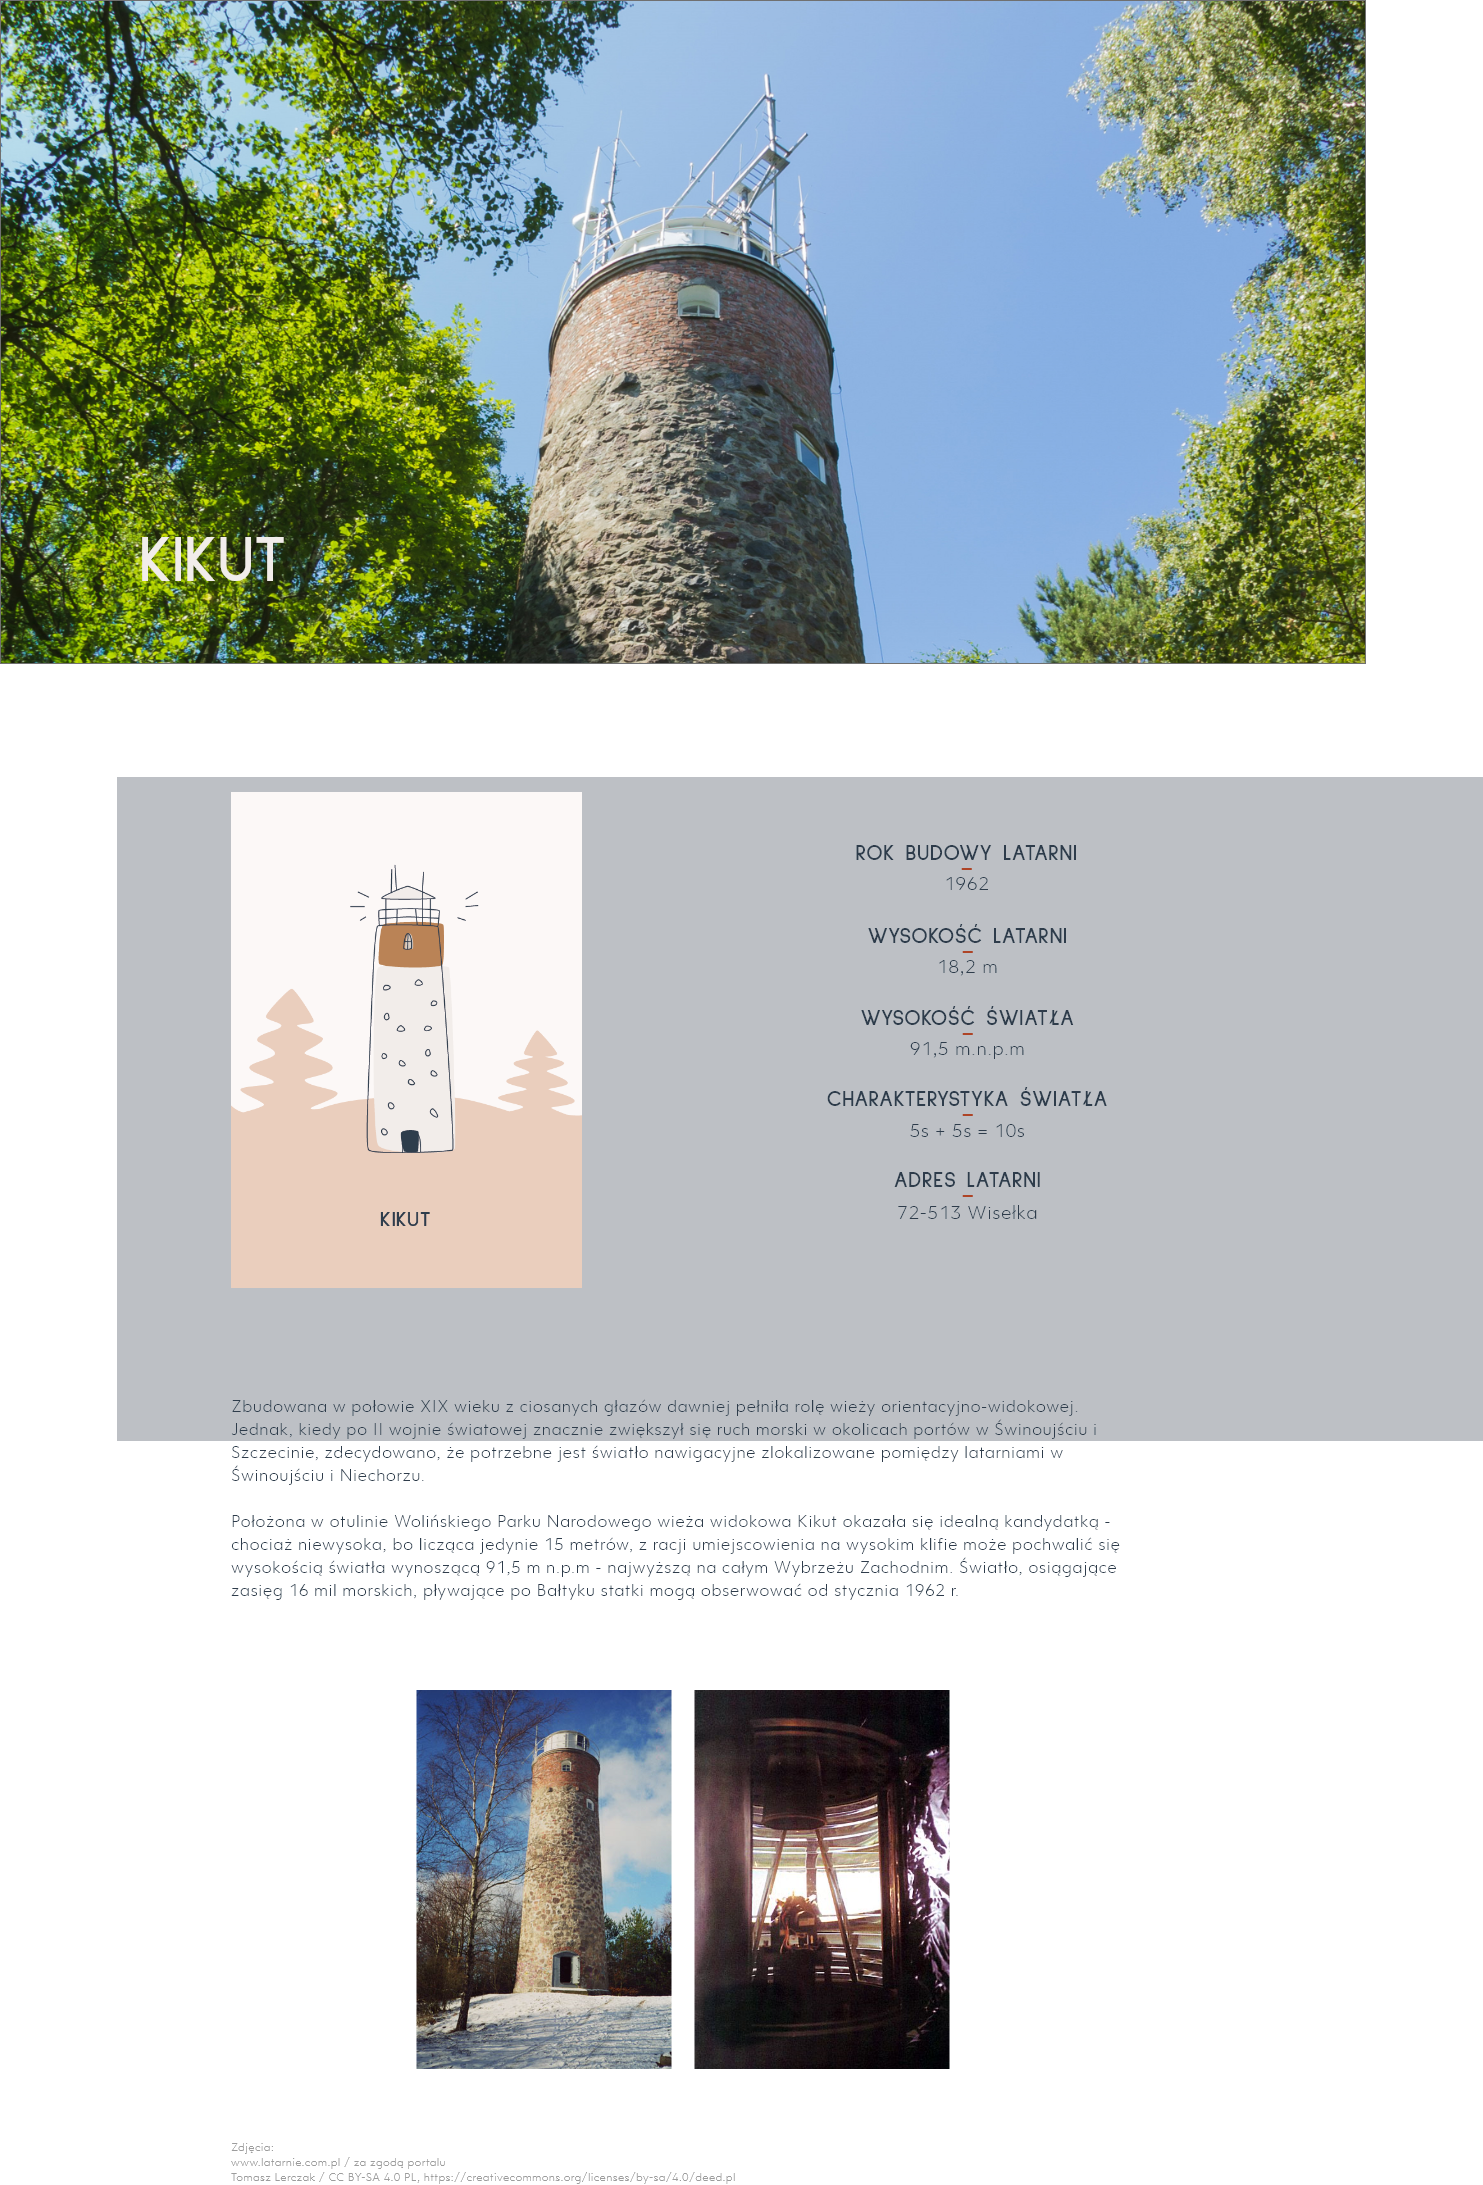 KIKUT
KIKUT
ROK BUDOWY LATARNI
1962
WYSOKOŚĆ LATARNI
18,2 m
WYSOKOŚĆ ŚWIATŁA
91,5 m.n.p.m
CHARAKTERYSTYKA ŚWIATŁA
5s + 5s = 10s
ADRES LATARNI
72-513 Wisełka
Zbudowana w połowie XIX wieku z ciosanych głazów dawniej pełniła rolę wieży orientacyjno-widokowej.
Jednak, kiedy po II wojnie światowej znacznie zwiększył się ruch morski w okolicach portów w Świnoujściu i
Szczecinie, zdecydowano, że potrzebne jest światło nawigacyjne zlokalizowane pomiędzy latarniami w
Świnoujściu i Niechorzu.
Położona w otulinie Wolińskiego Parku Narodowego wieża widokowa Kikut okazała się idealną kandydatką -
chociaż niewysoka, bo licząca jedynie 15 metrów, z racji umiejscowienia na wysokim klifie może pochwalić się
wysokością światła wynoszącą 91,5 m n.p.m - najwyższą na całym Wybrzeżu Zachodnim. Światło, osiągające
zasięg 16 mil morskich, pływające po Bałtyku statki mogą obserwować od stycznia 1962 r.
Zdjęcia:
www.latarnie.com.pl / za zgodą portalu
Tomasz Lerczak / CC BY-SA 4.0 PL, https://creativecommons.org/licenses/by-sa/4.0/deed.pl